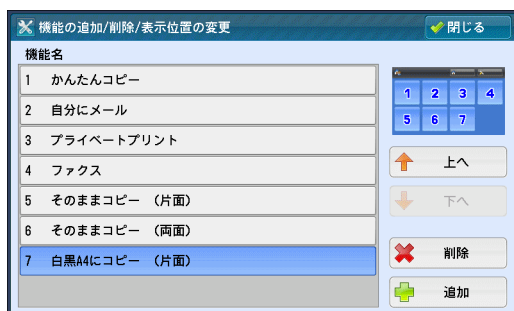 機能の追加/削除/表示位置の変更
閉じる
機能名
1 かんたんコピー
2 自分にメール
3 プライベートプリント
4 ファクス
5 そのままコピー （片面）
6 そのままコピー （両面）
7 白黒A4にコピー （片面）
1 2 3 4
5 6 7
上へ
下へ
削除
追加